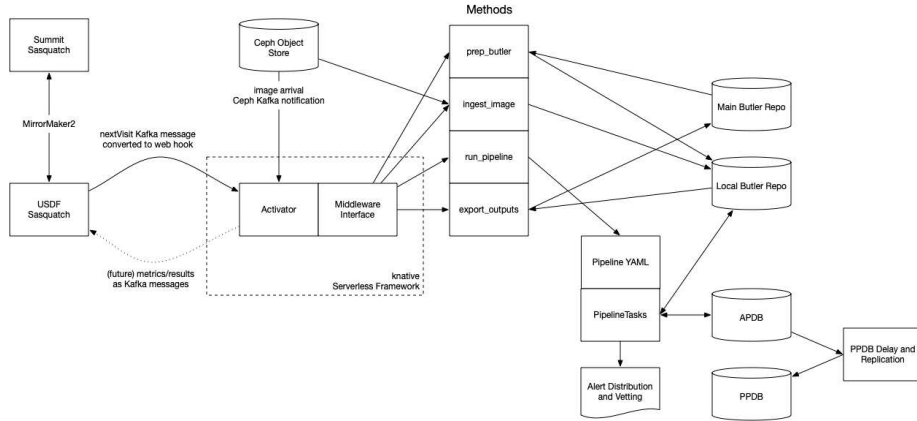 Methods
Summit
Sasquatch
Ceph Object
Store
prep_butler
image arrival
Ceph Kafka notification
ingest_image
Main Butler Repo
MirrorMaker2
nextVisit Kafka message
converted to web hook
run_pipeline
USDF
Sasquatch
Activator
Middleware
Interface
export_outputs
Local Butler Repo
(future) metrics/results
as Kafka messages
knative
Serverless Framework
Pipeline YAML
PipelineTasks
APDB
PPDB Delay and
Replication
Alert Distribution
and Vetting
PPDB